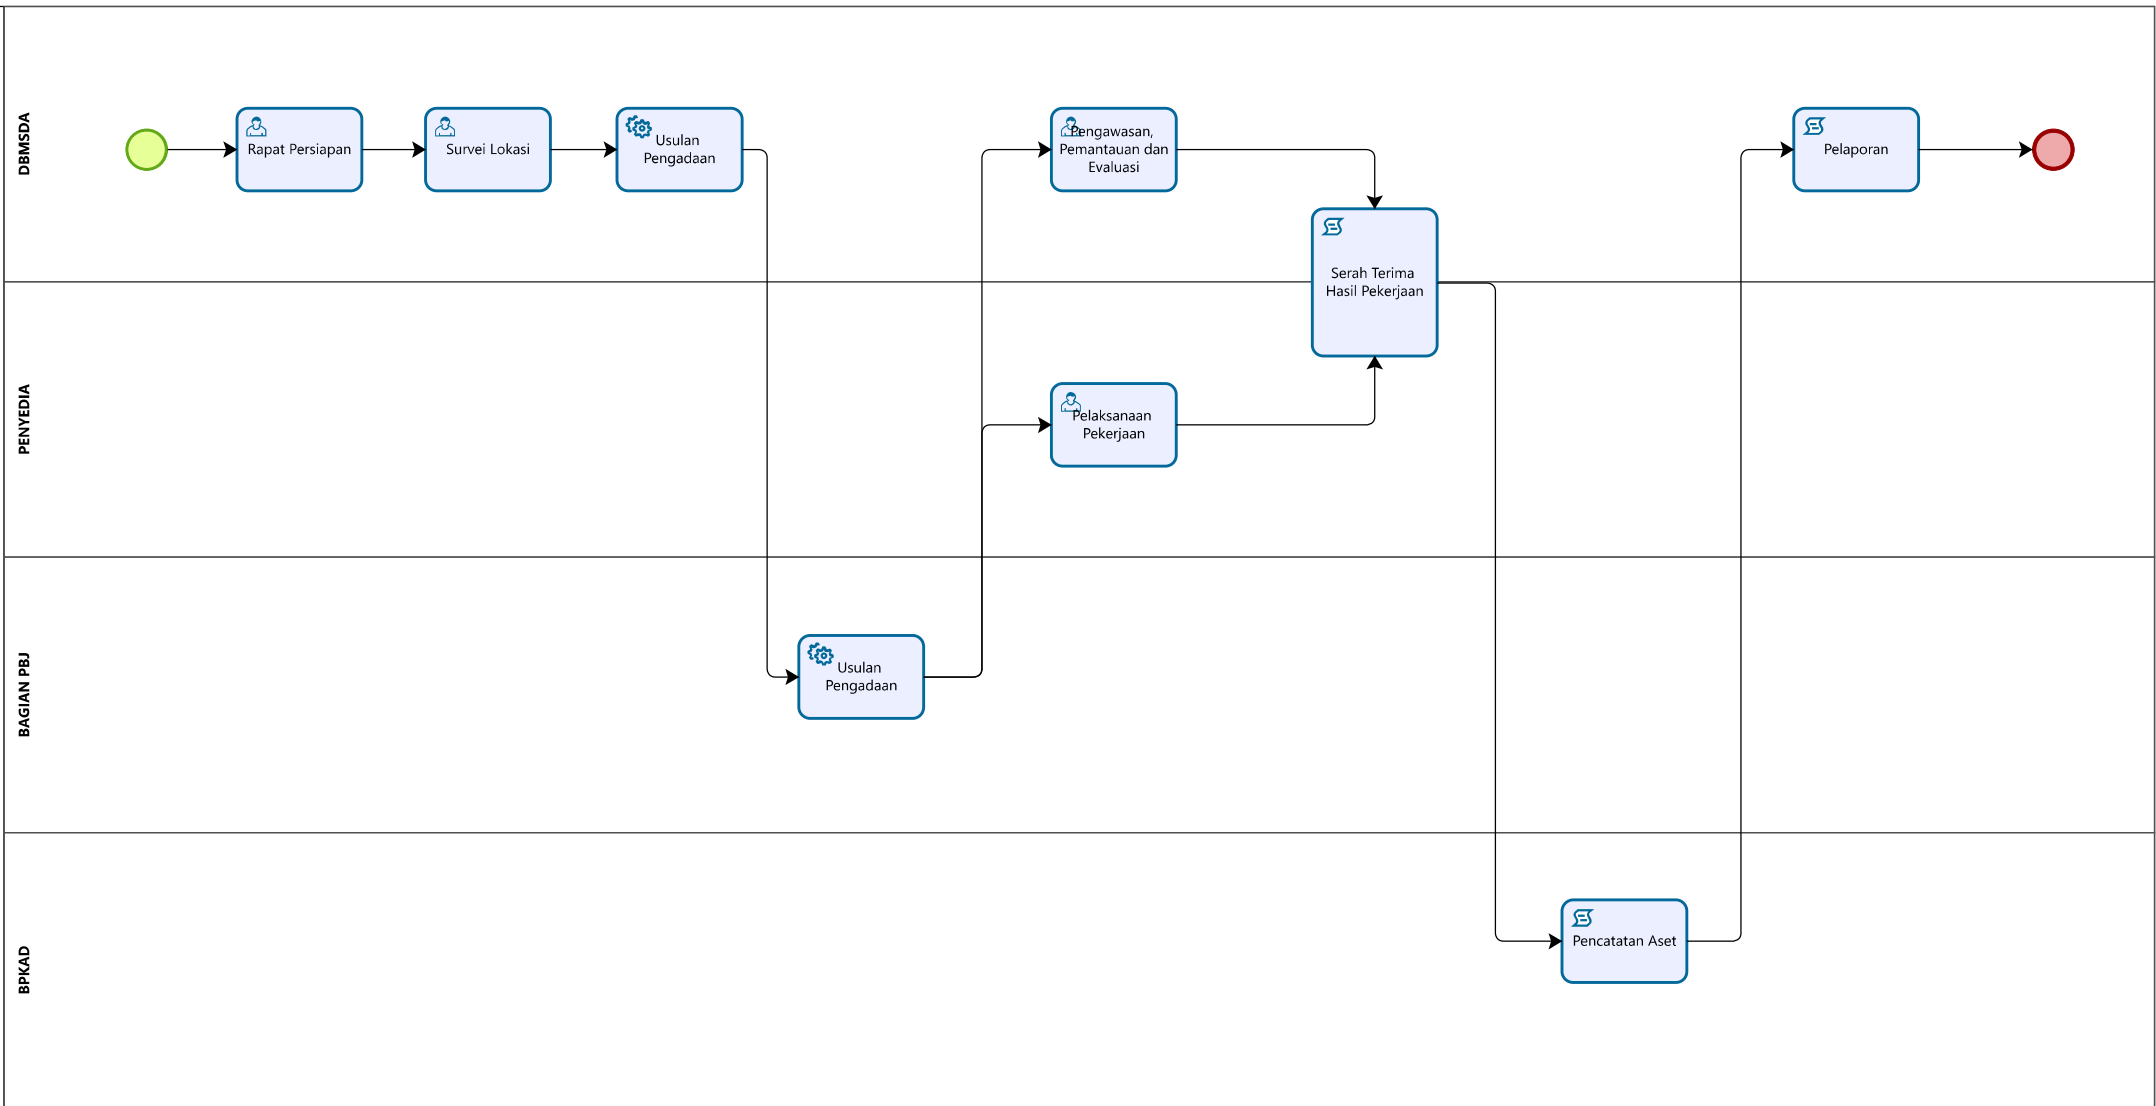 DBMSDA
Rapat Persiapan
Survei Lokasi
Usulan
Pengadaan
Pengawasan,
Pemantauan dan
Evaluasi
Pelaporan
Serah Terima
Hasil Pekerjaan
PENYEDIA
Pelaksanaan
Pekerjaan
BAGIAN PBJ
Usulan
Pengadaan
BPKAD
Pencatatan Aset